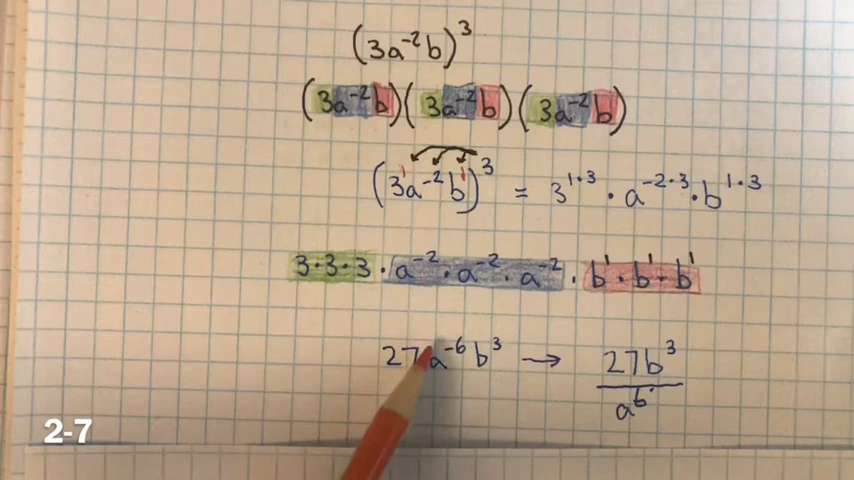 (3a⁻²b)³
(3a⁻²b)(3a⁻²b)(3a⁻²b)
(3¹a⁻²b¹)³ = 3¹·³ · a⁻²·³ · b¹·³
3·3·3 · a⁻² · a⁻² · a⁻² · b¹ · b¹ · b¹
27a⁻⁶b³ → 27b³/a⁶
2-7